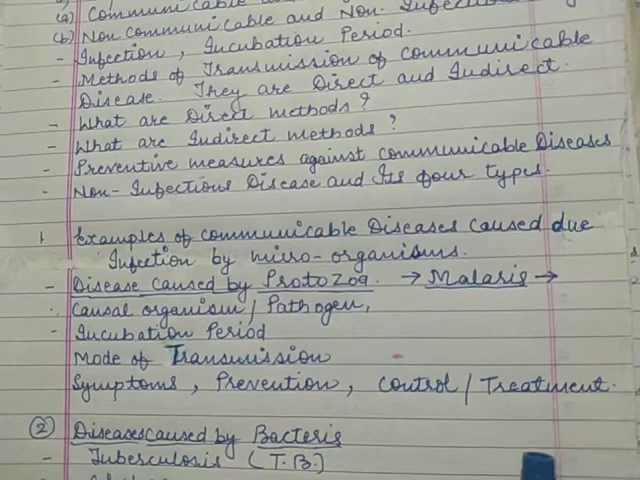 (a) Communicable
(b) Non communicable and Non- Infectious
- Infection, Incubation Period.
- Methods of Transmission of communicable
Disease. They are Direct and Indirect.
- What are Direct methods?
- What are Indirect methods?
- Preventive measures against communicable Diseases
- Non-Infectious Disease and Its four types.
1. Examples of communicable Diseases caused due
Infection by micro-organisms.
- Disease caused by Protozoa. → Malaris →
Causal organism / Pathogen,
- Incubation Period
Mode of Transmission
Symptoms, Prevention, Control / Treatment.
② Diseases caused by Bacteris
- Tuberculosis (T.B.)